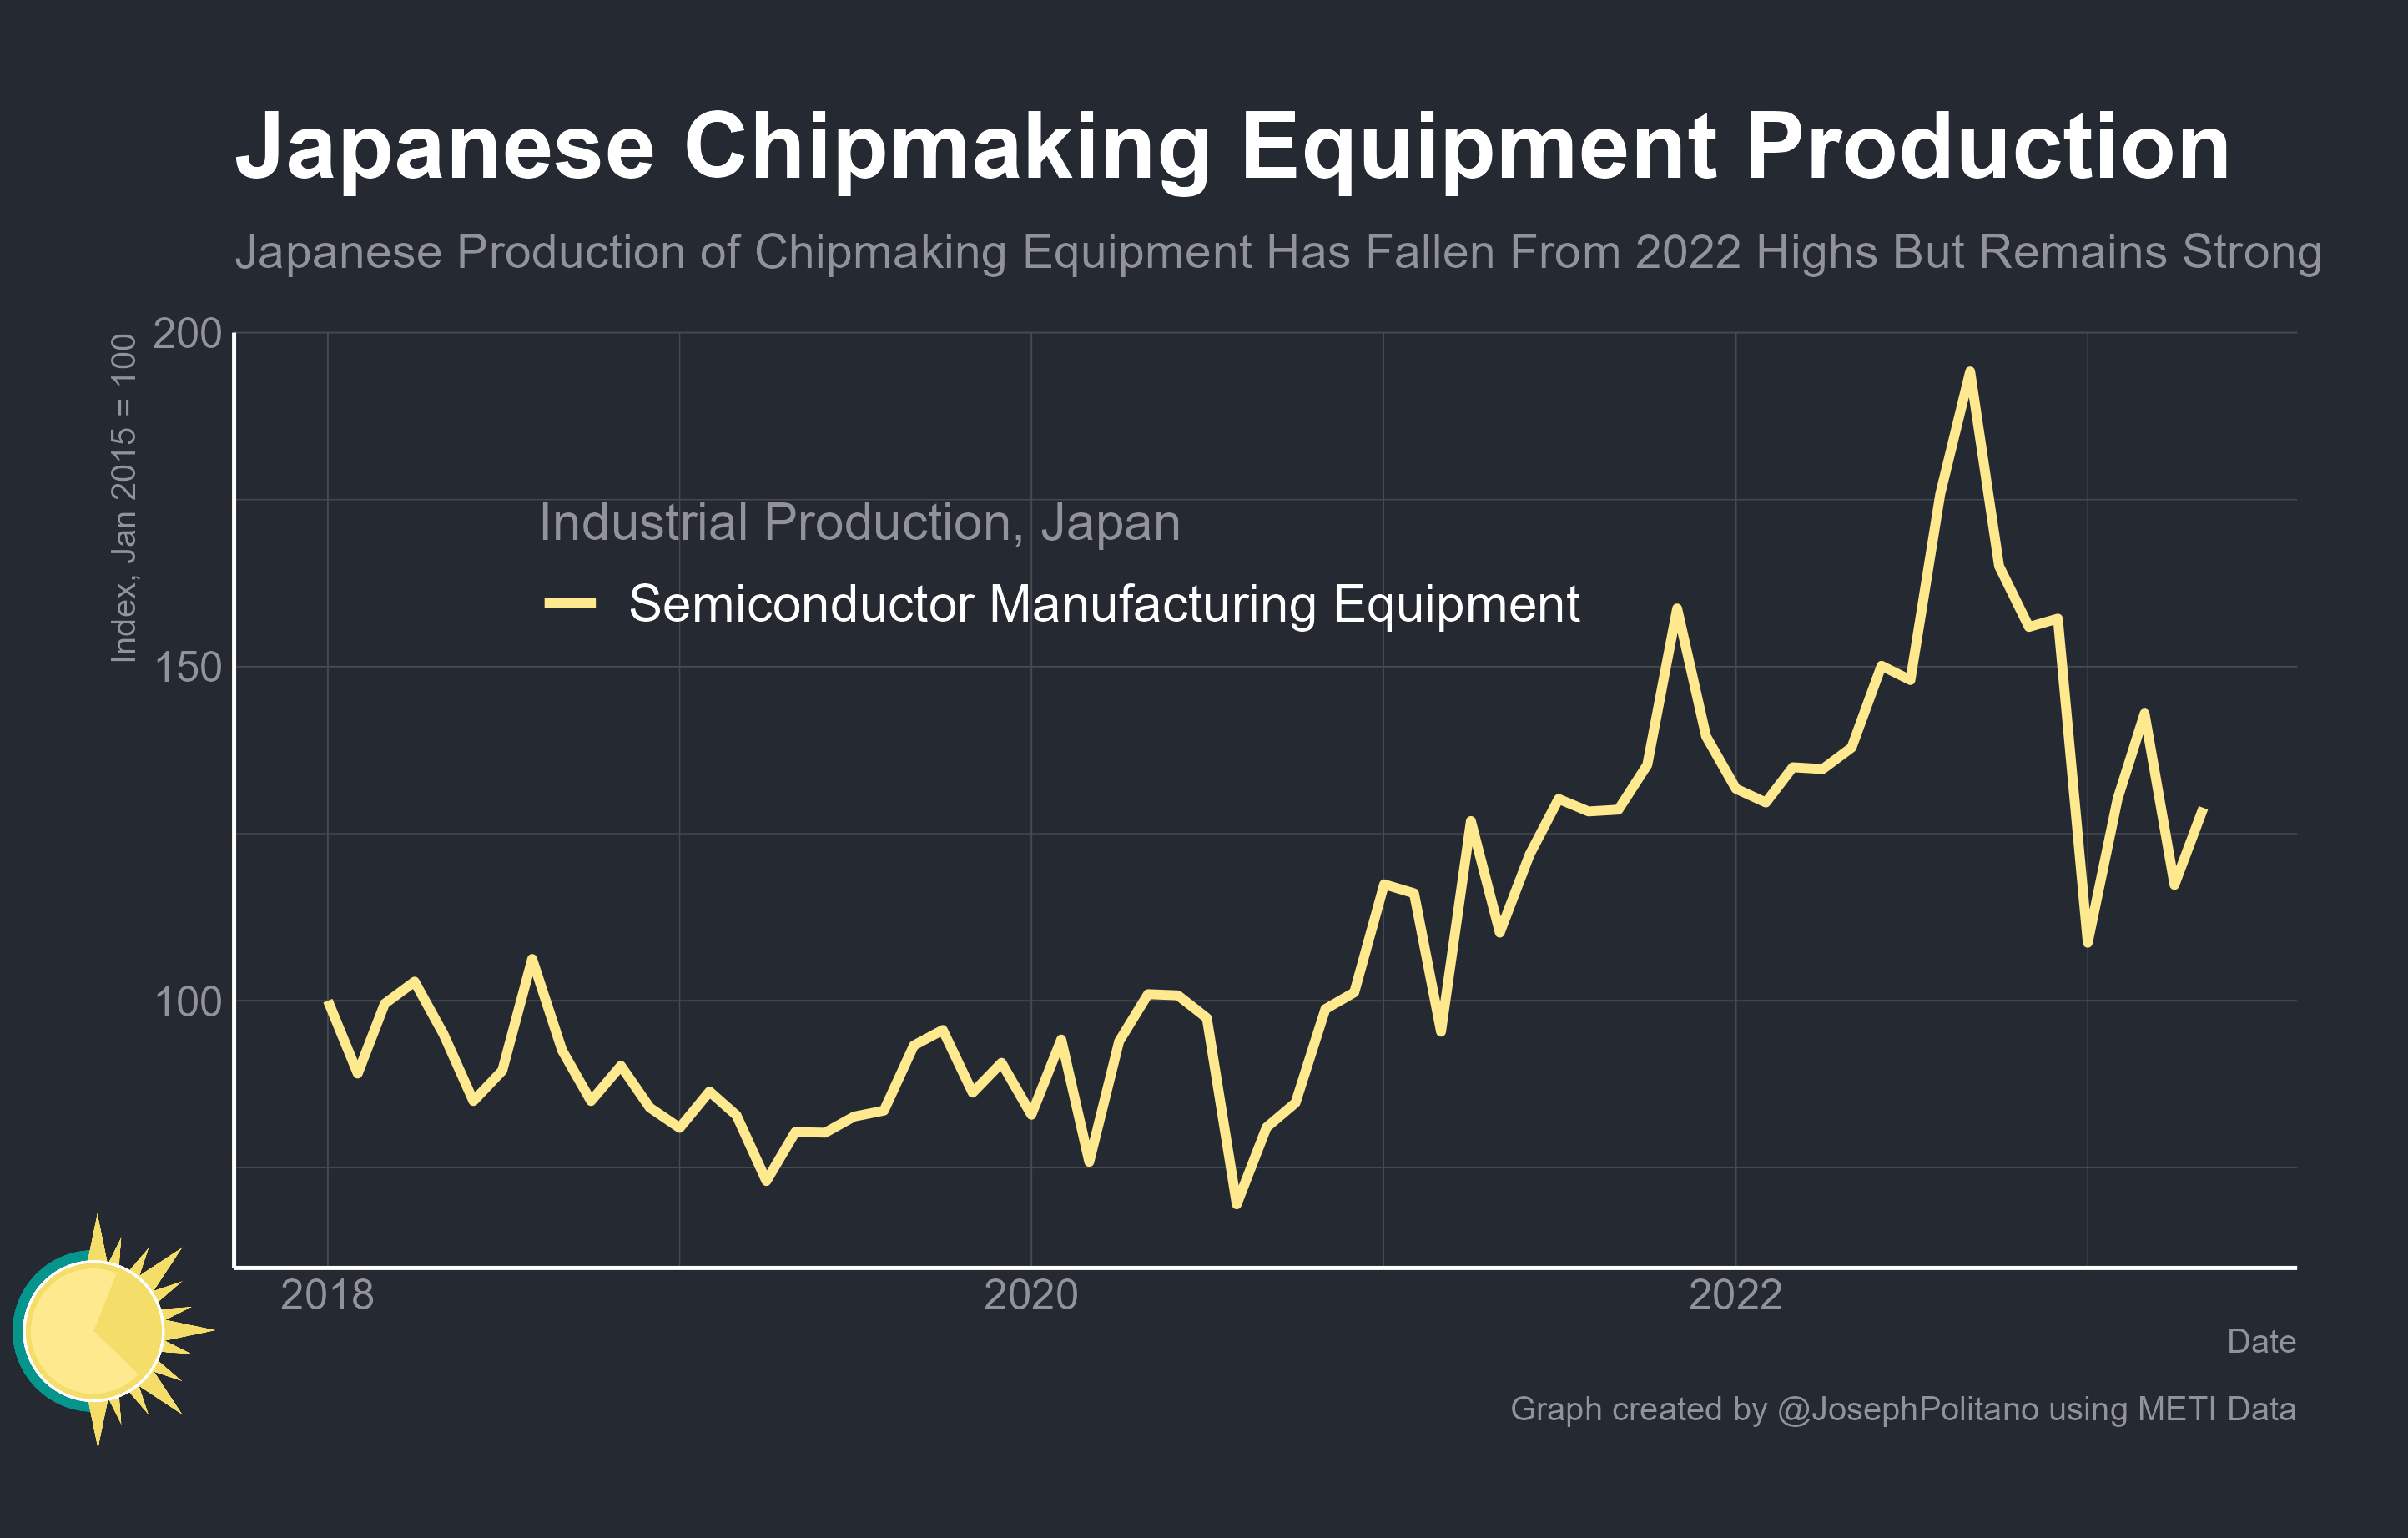 Japanese Chipmaking Equipment Production
Japanese Production of Chipmaking Equipment Has Fallen From 2022 Highs But Remains Strong
Index, Jan 2015 = 100
200
150
100
Industrial Production, Japan
Semiconductor Manufacturing Equipment
2018
2020
2022
Date
Graph created by @JosephPolitano using METI Data